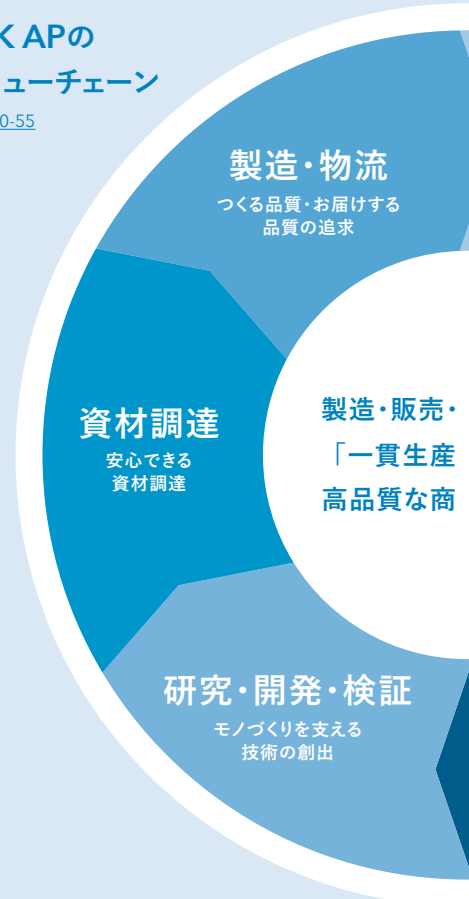 K APの
ューチェーン
0-55
製造・物流
つくる品質・お届けする
品質の追求
資材調達
安心できる
資材調達
製造・販売・
「一貫生産
高品質な商
研究・開発・検証
モノづくりを支える
技術の創出